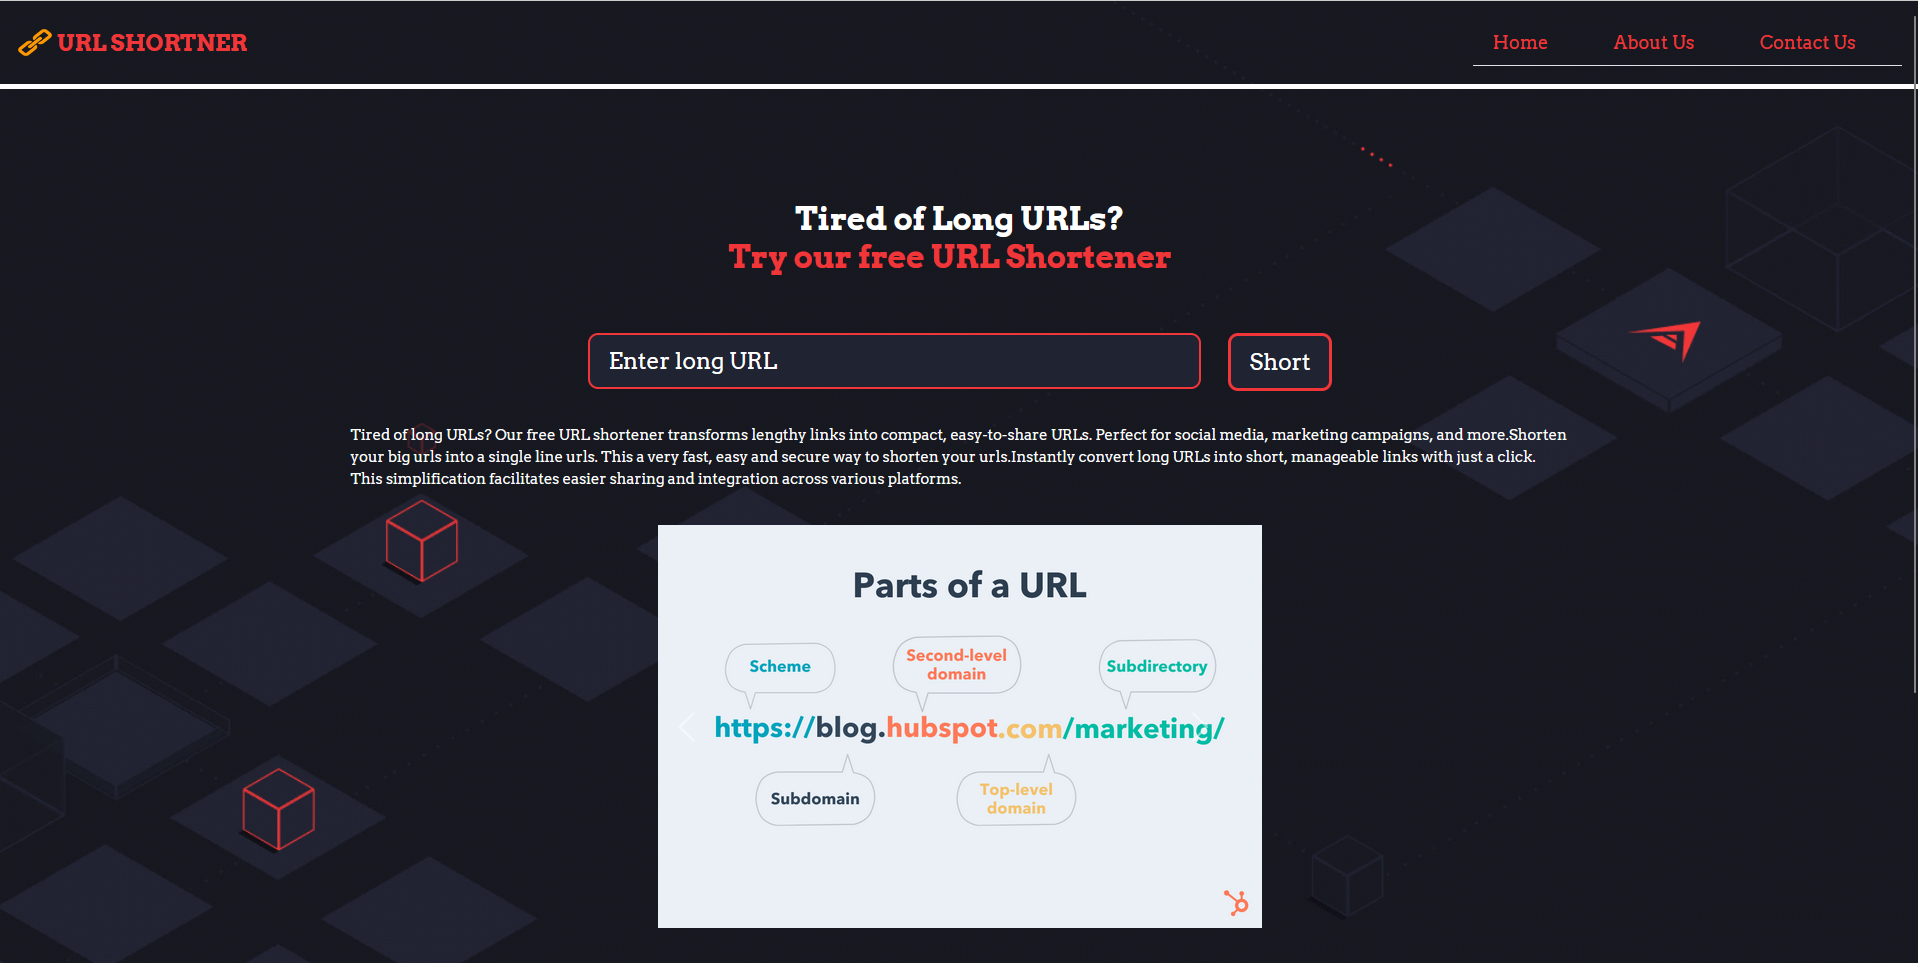 URL SHORTNER
Home About Us Contact Us
Tired of Long URLs?
Try our free URL Shortener
Enter long URL
Short
Tired of long URLs? Our free URL shortener transforms lengthy links into compact, easy-to-share URLs. Perfect for social media, marketing campaigns, and more.Shorten
your big urls into a single line urls. This a very fast, easy and secure way to shorten your urls.Instantly convert long URLs into short, manageable links with just a click.
This simplification facilitates easier sharing and integration across various platforms.
Parts of a URL
Scheme
Second-level
domain
Subdirectory
https://blog.hubspot.com/marketing/
Subdomain
Top-level
domain